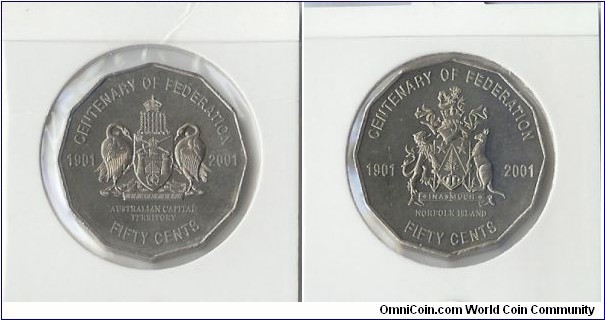 CENTENARY OF FEDERATION
1901 2001
AUSTRALIAN CAPITAL
TERRITORY
FIFTY CENTS
CENTENARY OF FEDERATION
1901 2001
INASMUCH
NORFOLK ISLAND
FIFTY CENTS
OmniCoin.com World Coin Community